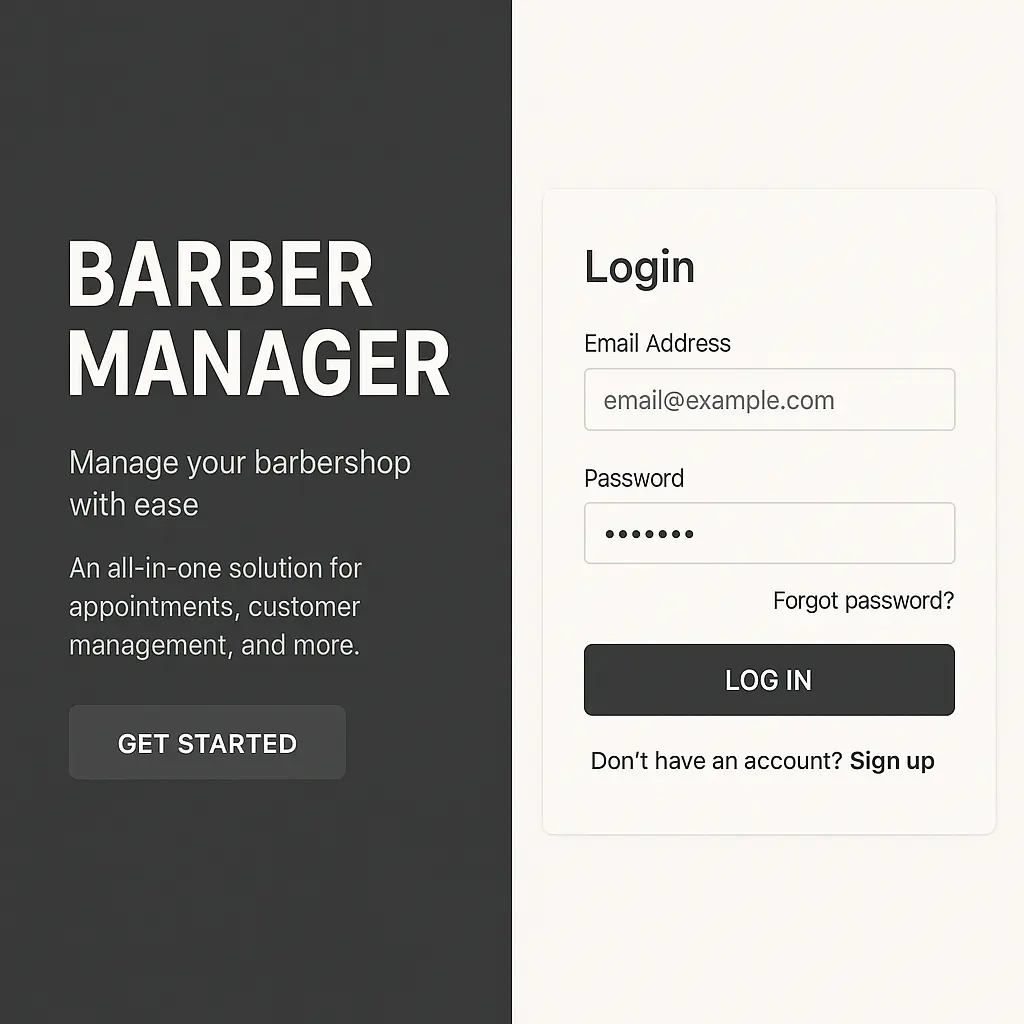 BARBER
MANAGER
Manage your barbershop
with ease
An all-in-one solution for
appointments, customer
management, and more.
GET STARTED
Login
Email Address
email@example.com
Password
•••••••
Forgot password?
LOG IN
Don’t have an account? Sign up